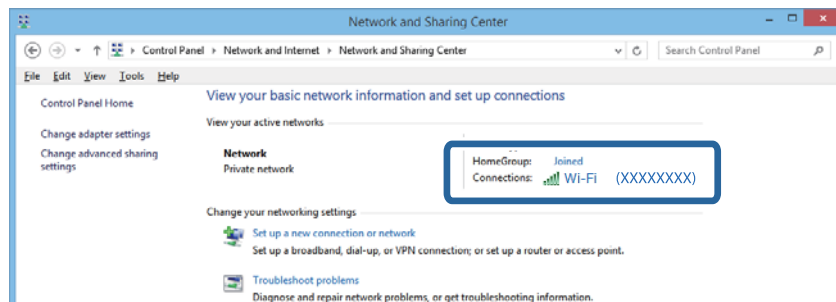 Network and Sharing Center
Control Panel Network and Internet Network and Sharing Center Search Control Panel
File Edit View Tools Help
Control Panel Home
Change adapter settings
Change advanced sharing
settings
View your basic network information and set up connections
View your active networks
Network
Private network
HomeGroup: Joined
Connections: Wi-Fi (XXXXXXXX)
Change your networking settings
Set up a new connection or network
Set up a broadband, dial-up, or VPN connection; or set up a router or access point.
Troubleshoot problems
Diagnose and repair network problems, or get troubleshooting information.